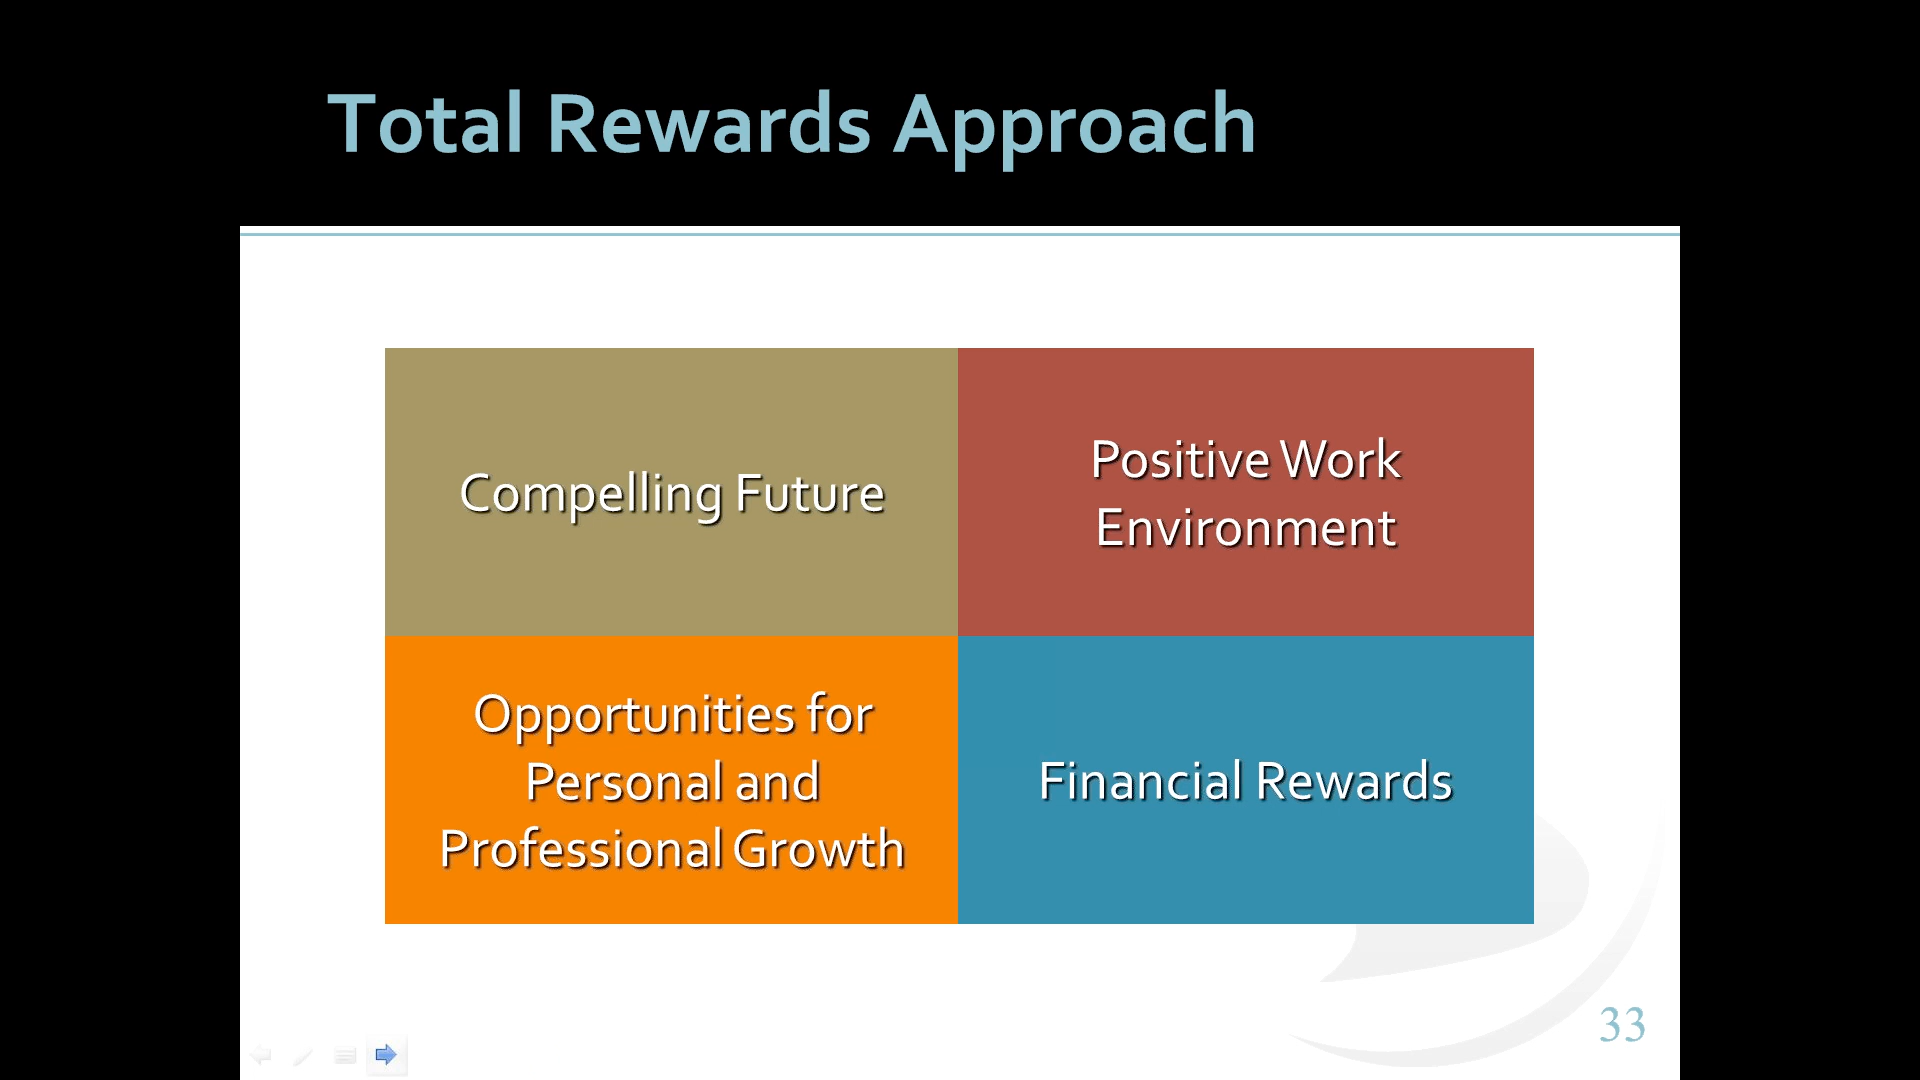 Total Rewards Approach
Compelling Future
Positive Work
Environment
Opportunities for
Personal and
Professional Growth
Financial Rewards
33